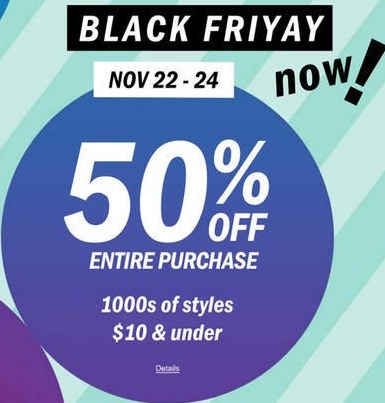 BLACK FRIYAY
now!
NOV 22 - 24
50%
OFF
ENTIRE PURCHASE
1000s of styles
$10 & under
Details